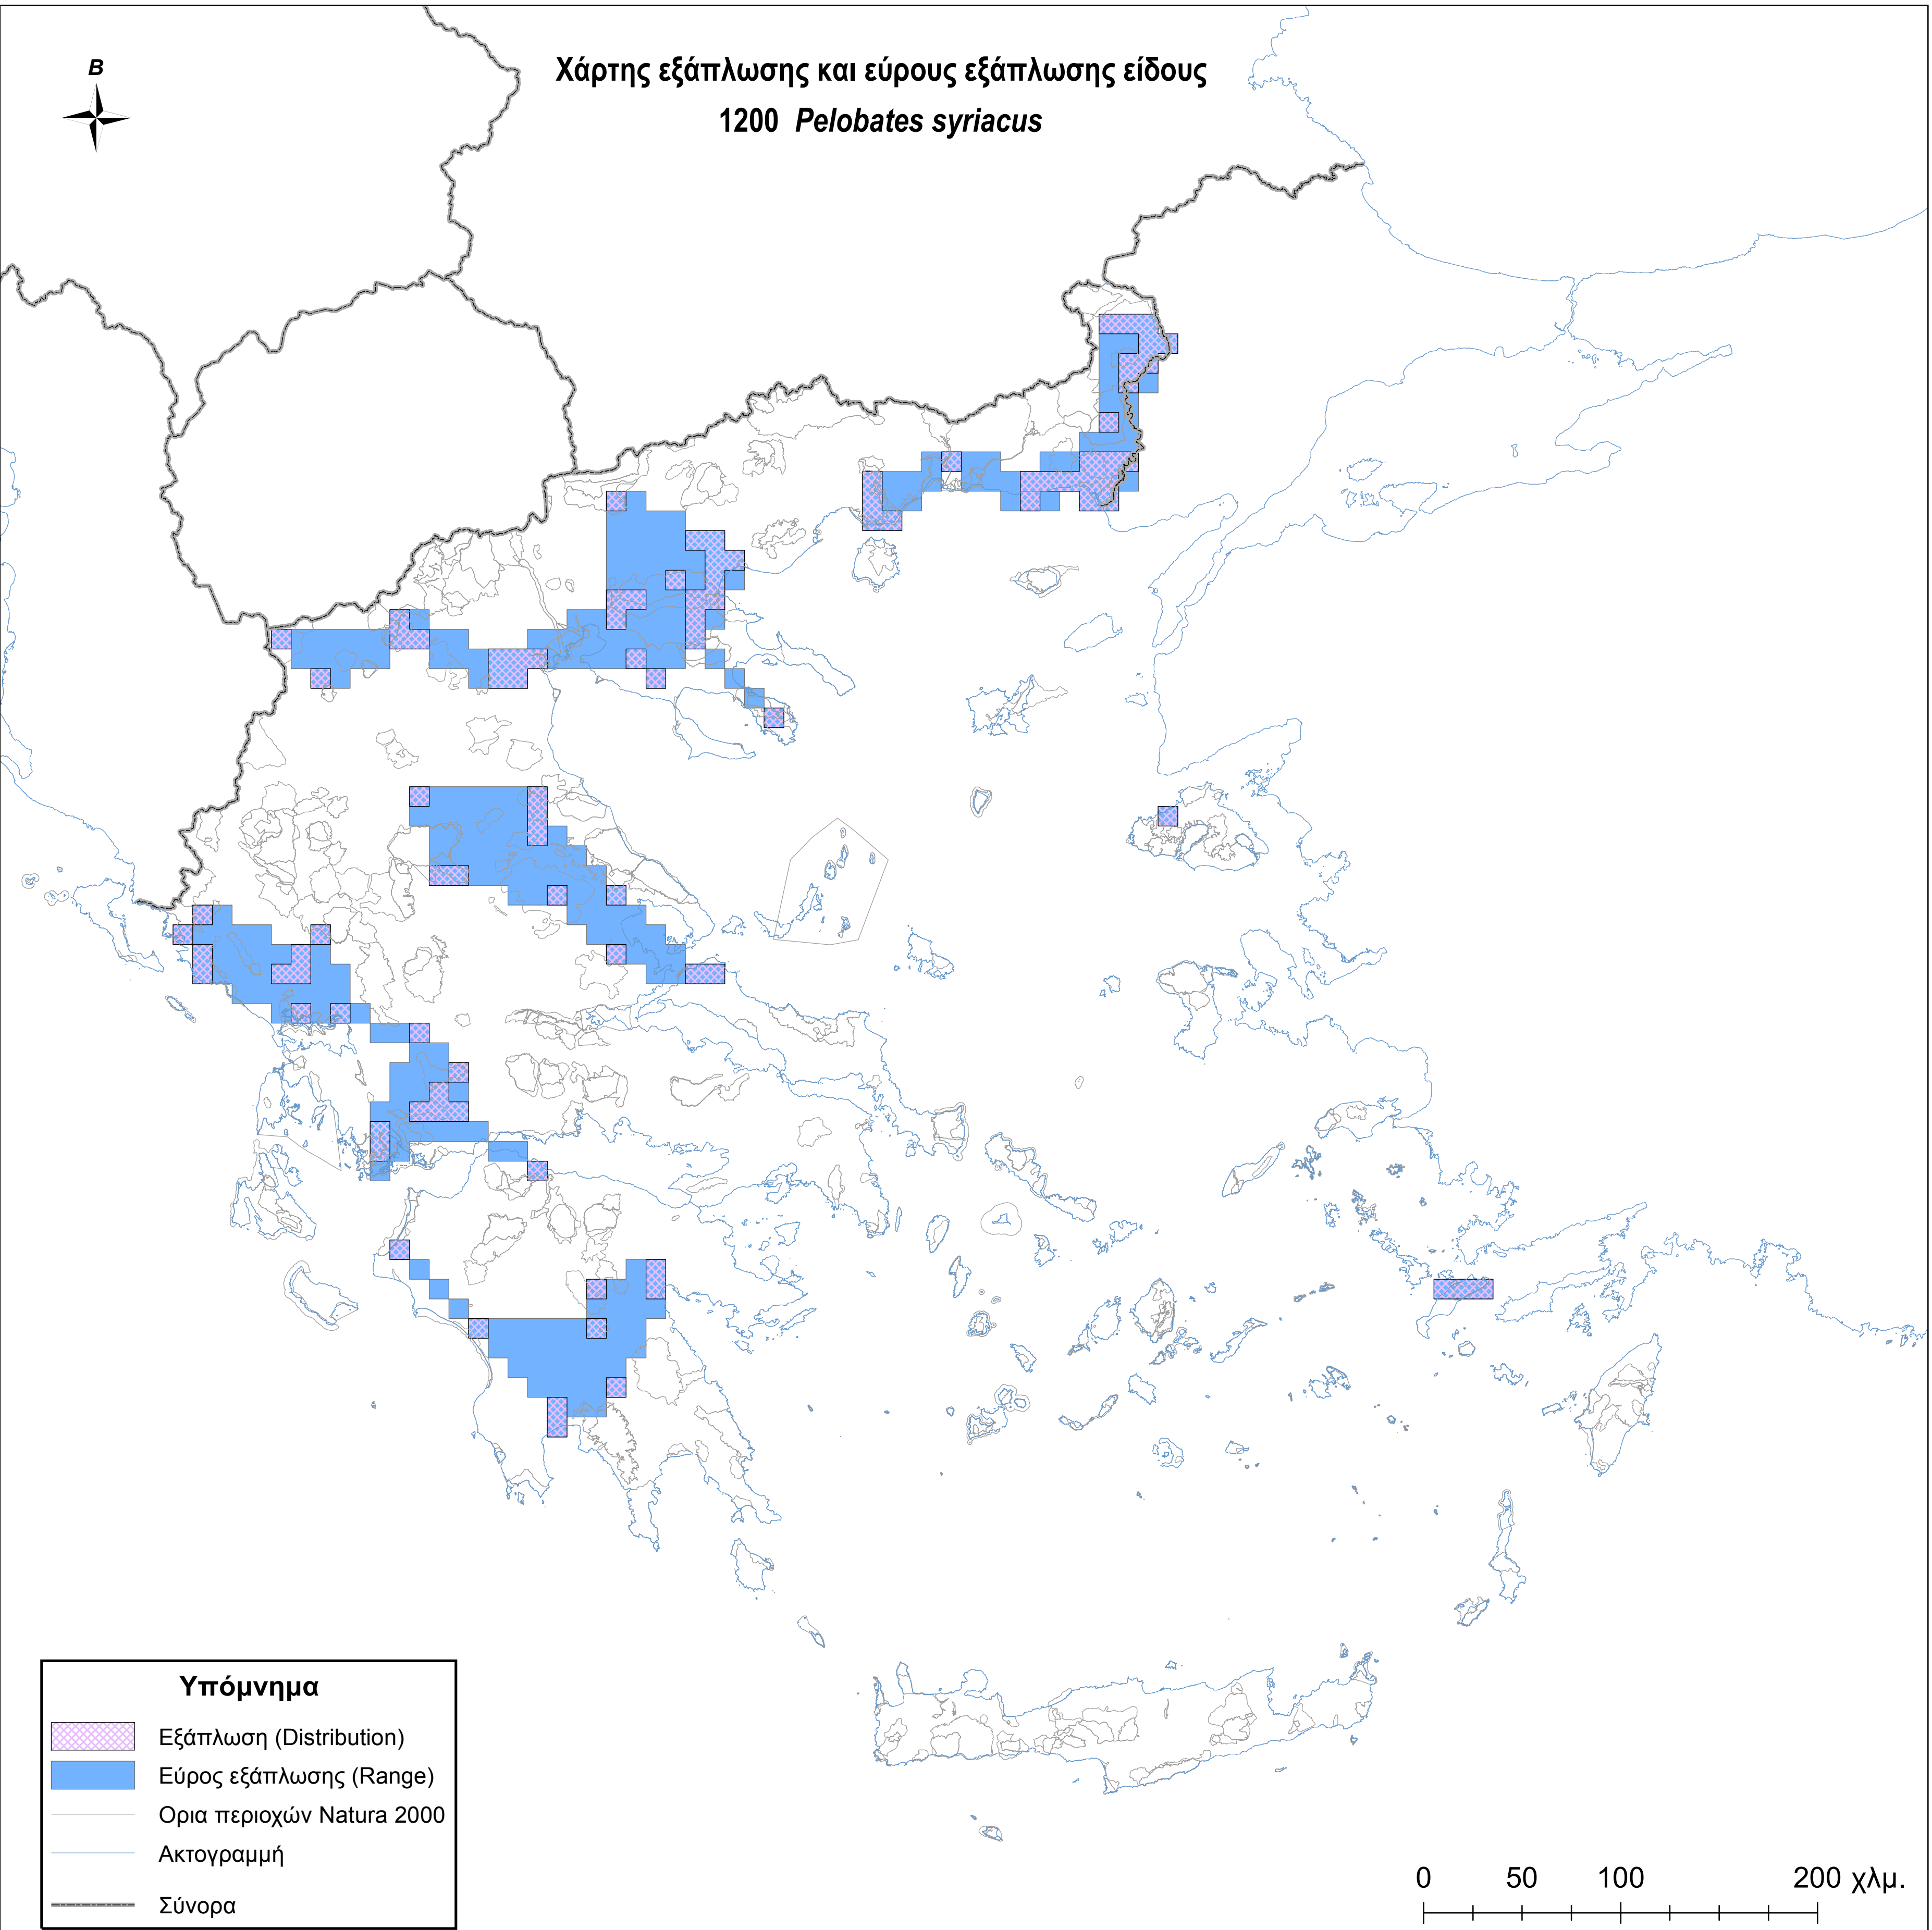 Β
Χάρτης εξάπλωσης και εύρους εξάπλωσης είδους
1200 Pelobates syriacus
Υπόμνημα
Εξάπλωση (Distribution)
Εύρος εξάπλωσης (Range)
Ορια περιοχών Natura 2000
Ακτογραμμή
Σύνορα
0 50 100 200 χλμ.